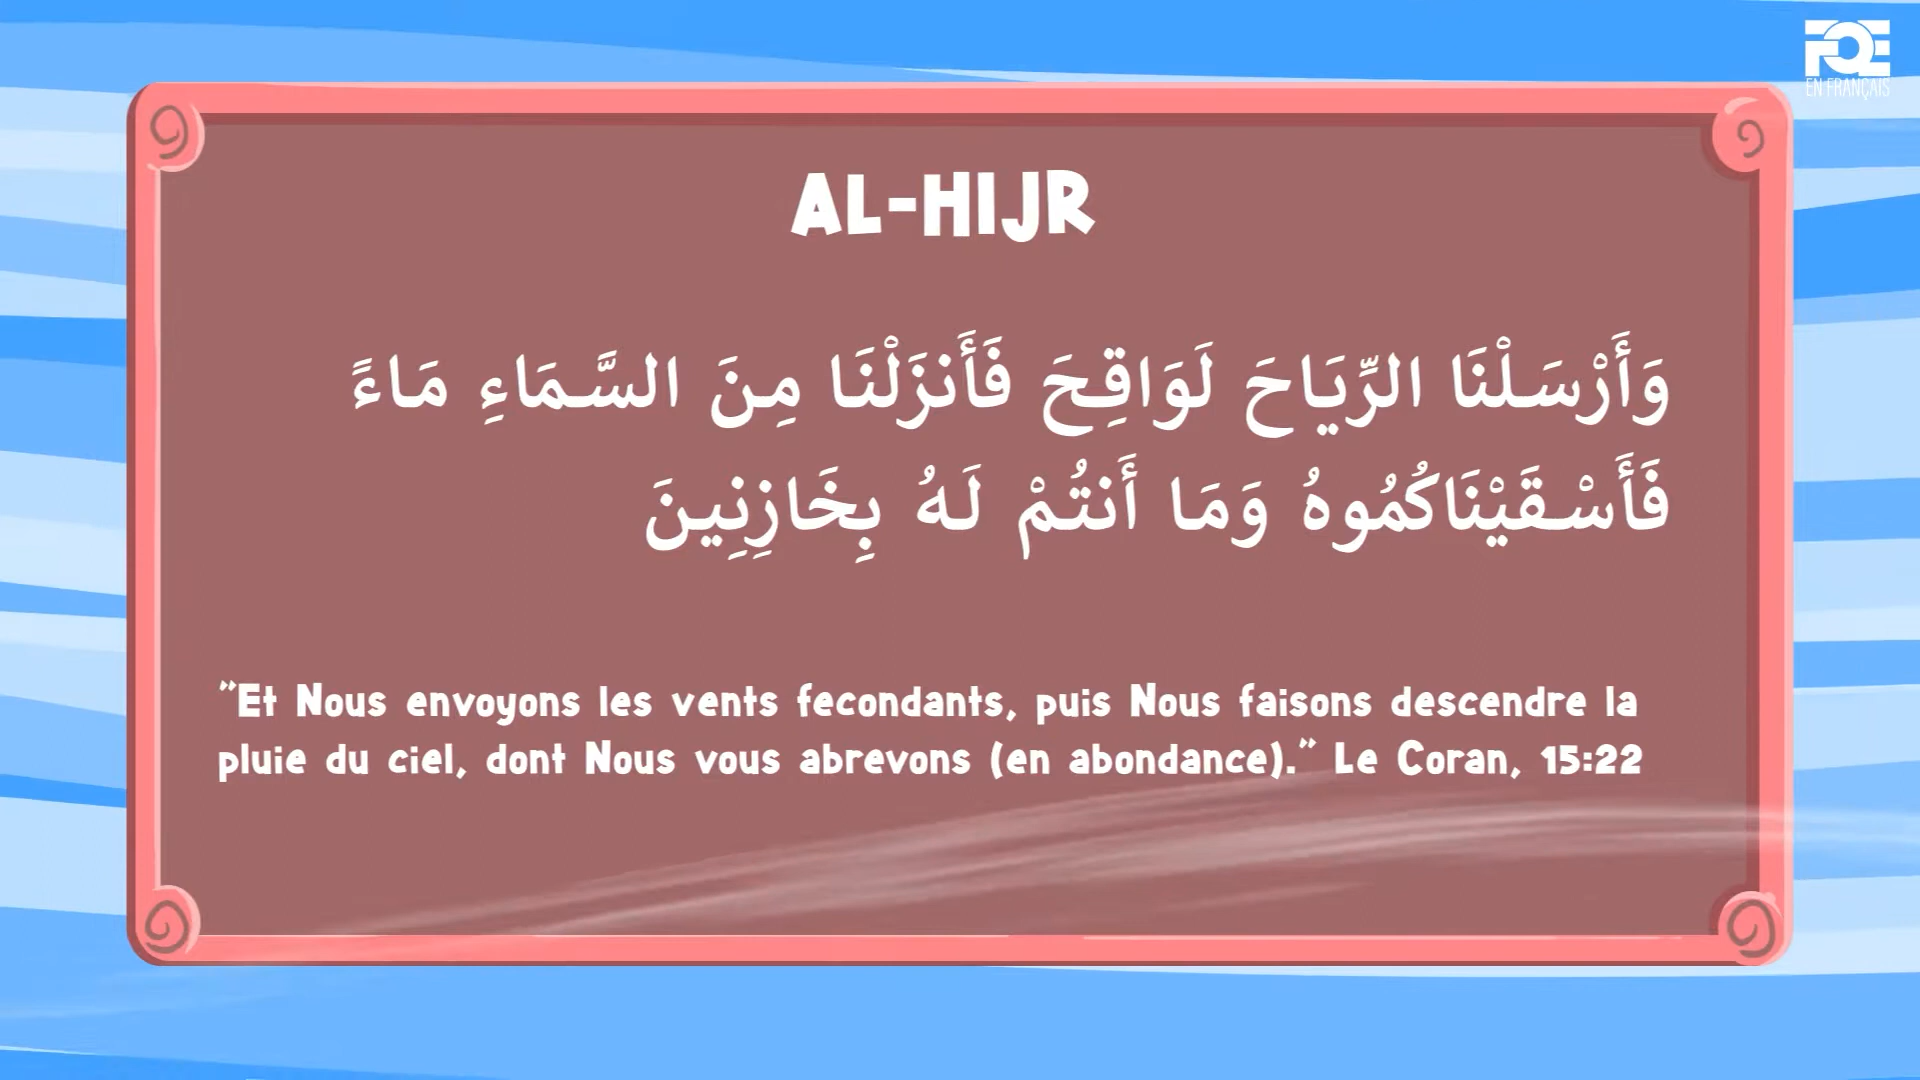 FQE
EN FRANÇAIS
AL-HIJR
وَأَرْسَلْنَا الرِّيَاحَ لَوَاقِحَ فَأَنزَلْنَا مِنَ السَّمَاءِ مَاءً
فَأَسْقَيْنَاكُمُوهُ وَمَا أَنتُمْ لَهُ بِخَازِنِينَ
"Et Nous envoyons les vents fecondants, puis Nous faisons descendre la
pluie du ciel, dont Nous vous abrevons (en abondance)." Le Coran, 15:22